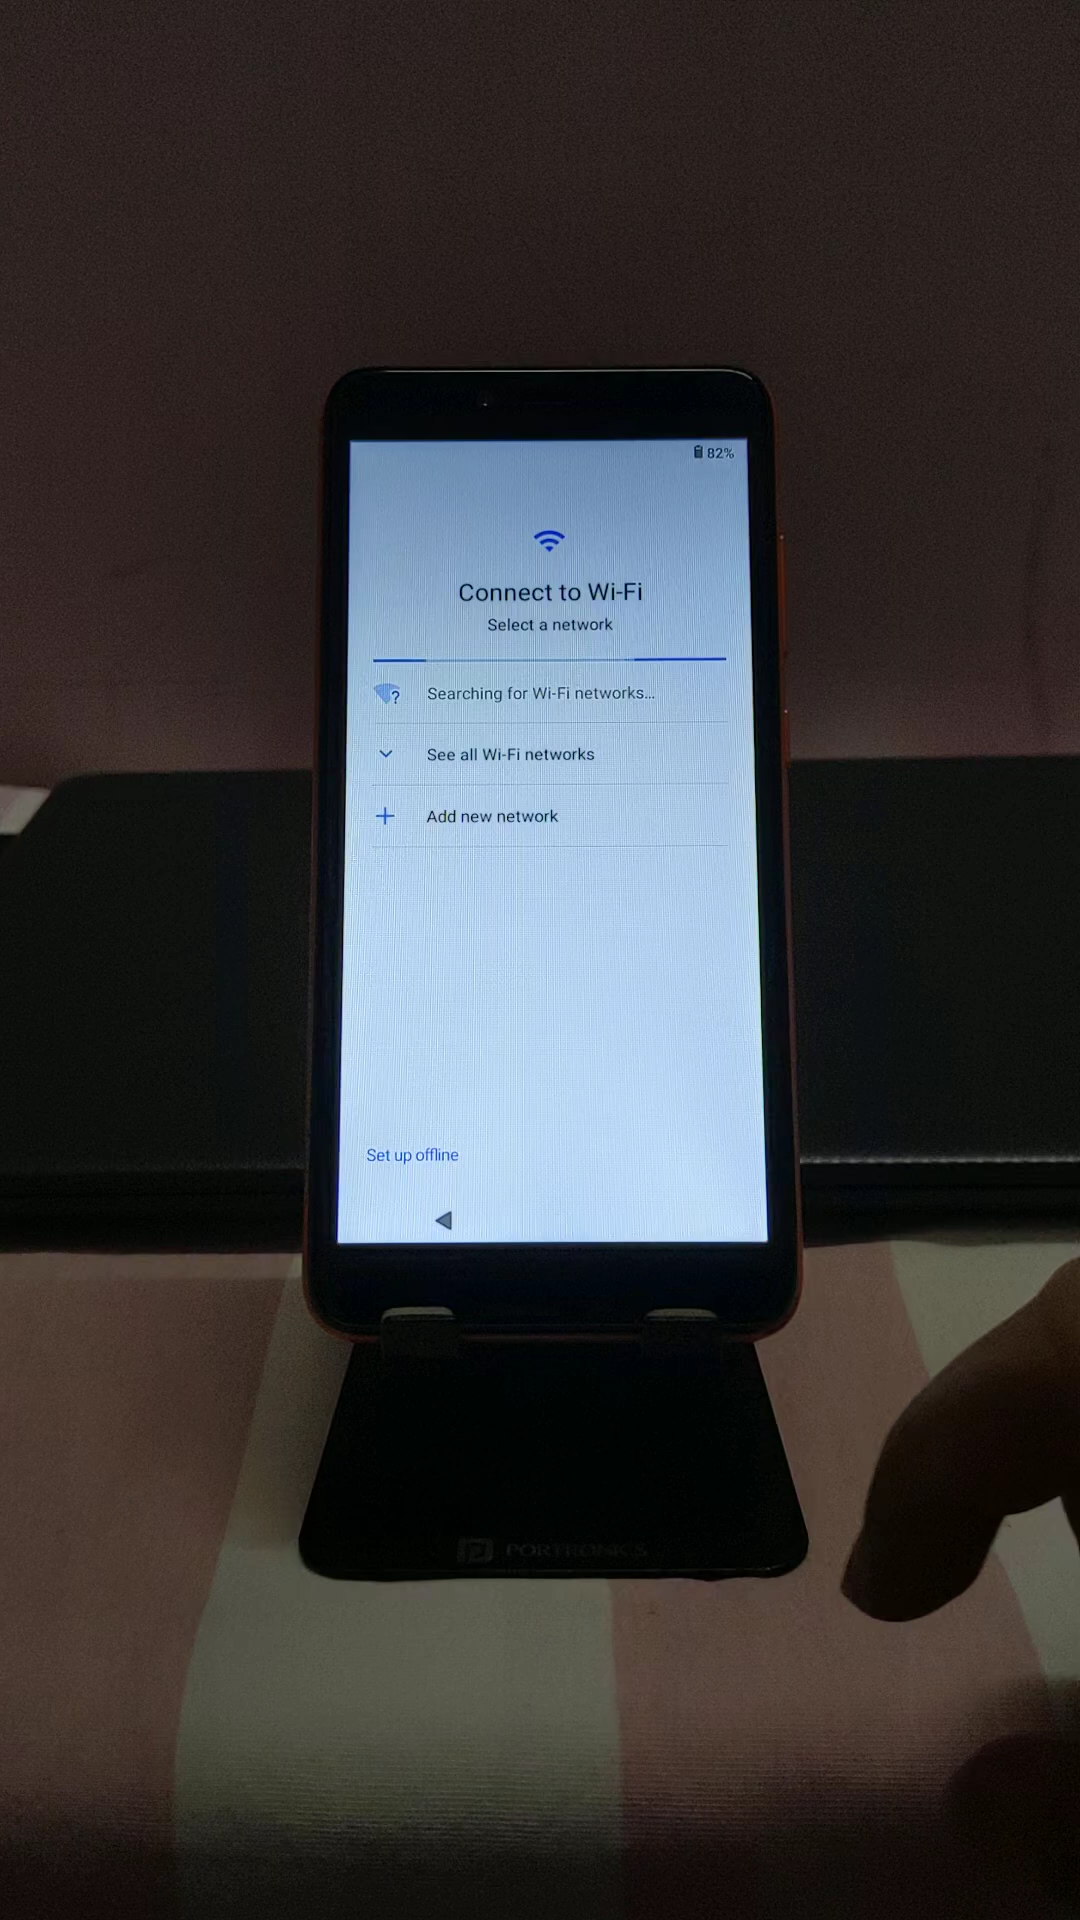 82%
Connect to Wi-Fi
Select a network
?
Searching for Wi-Fi networks...
See all Wi-Fi networks
Add new network
Set up offline
PORTRONICS